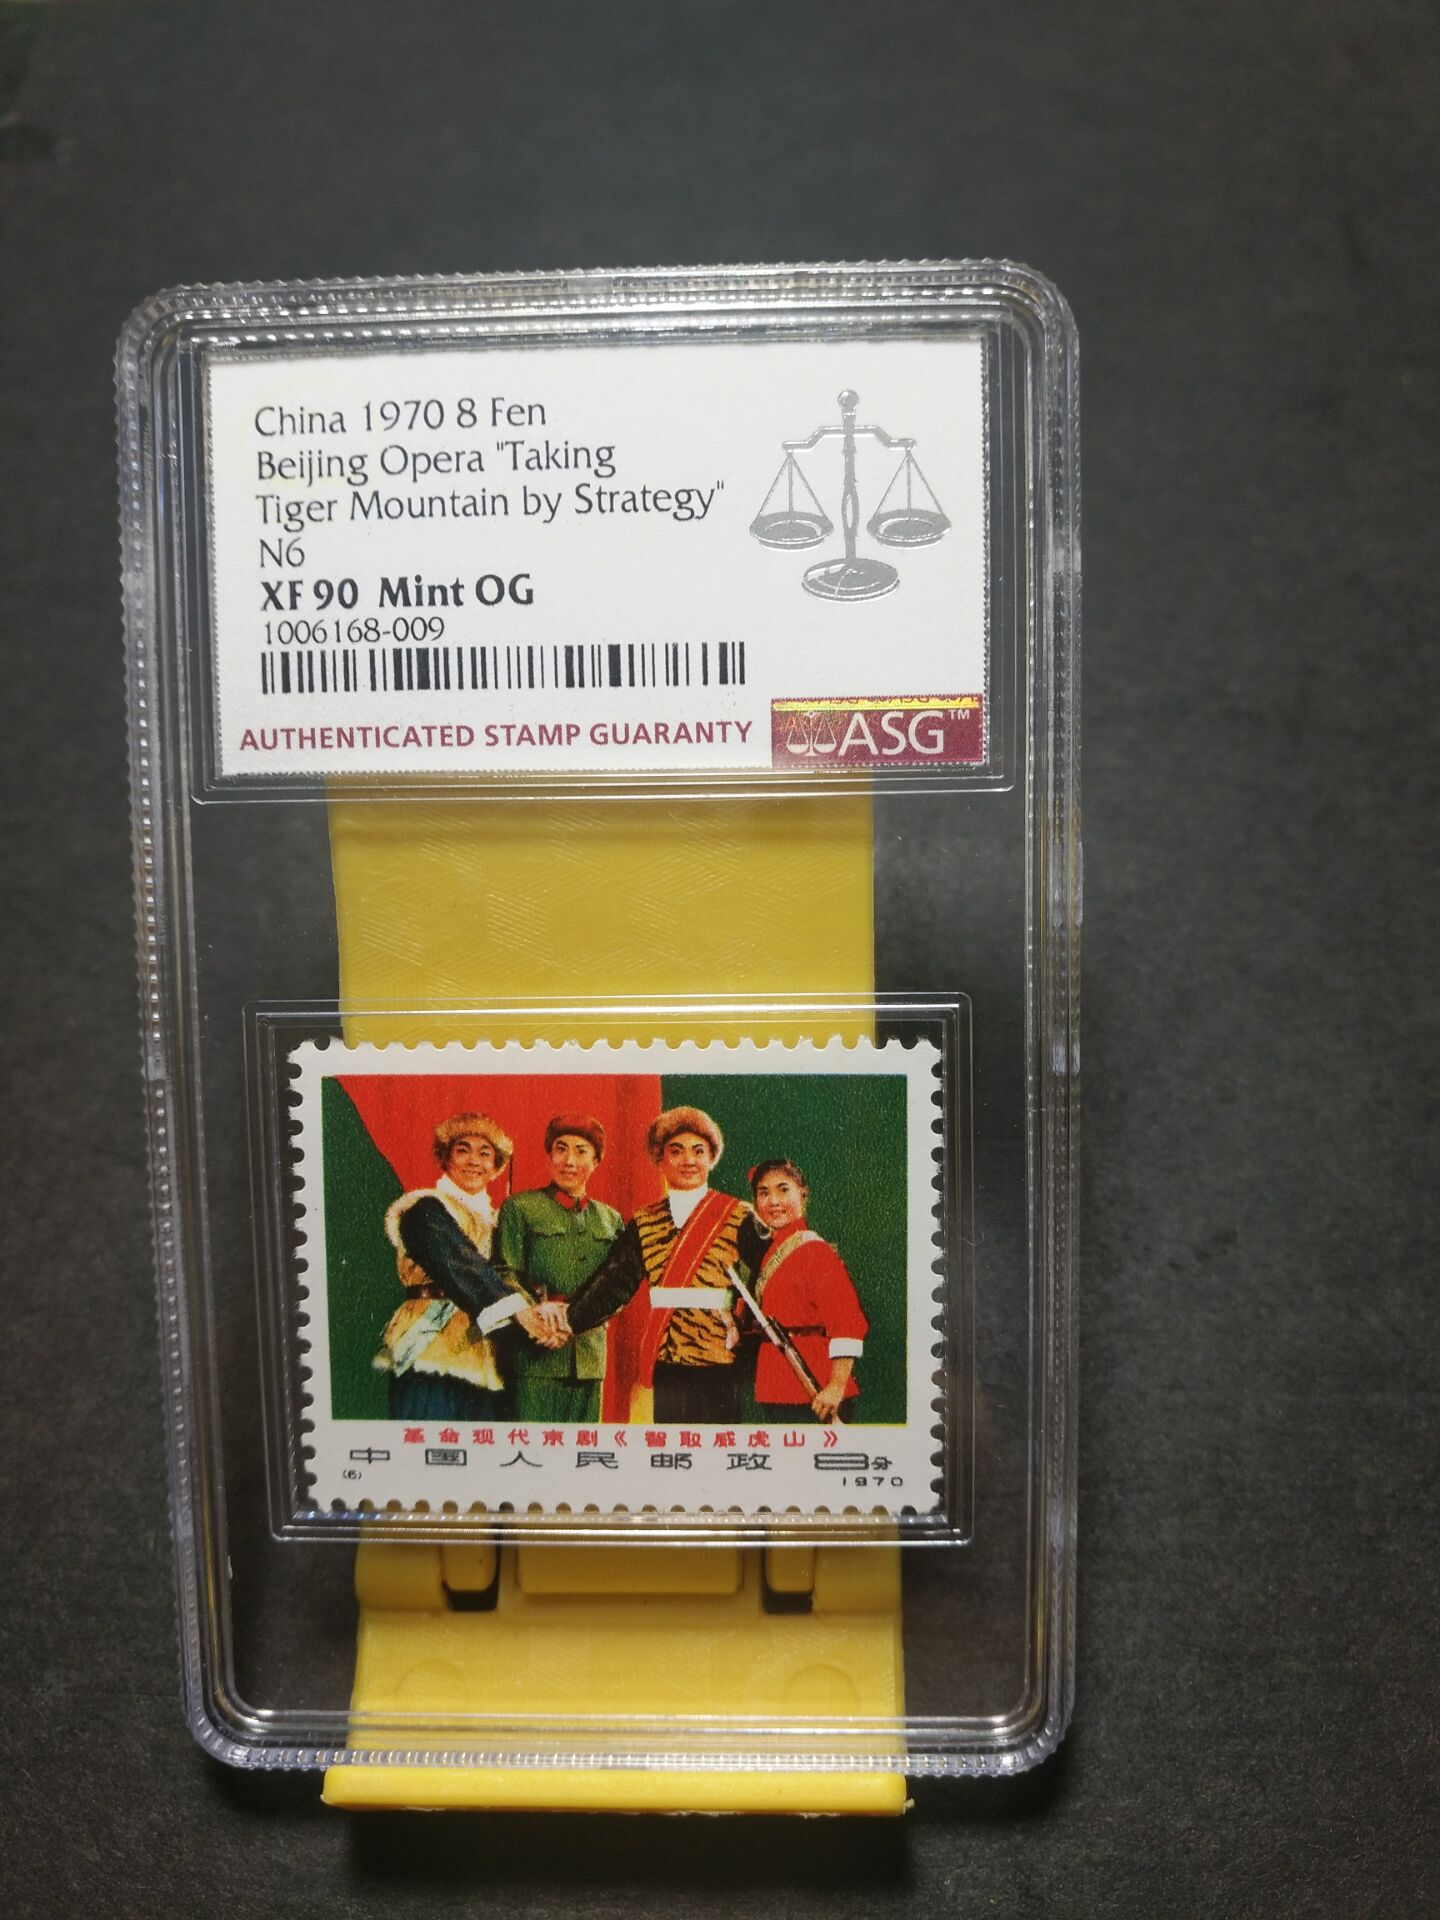 China 1970 8 Fen
Beijing Opera "Taking
Tiger Mountain by Strategy"
N6
XF 90 Mint OG
1006168-009
AUTHENTICATED STAMP GUARANTY
ASG™
革命现代京剧《智取威虎山》
中国人民邮政 8分
(6) 1970